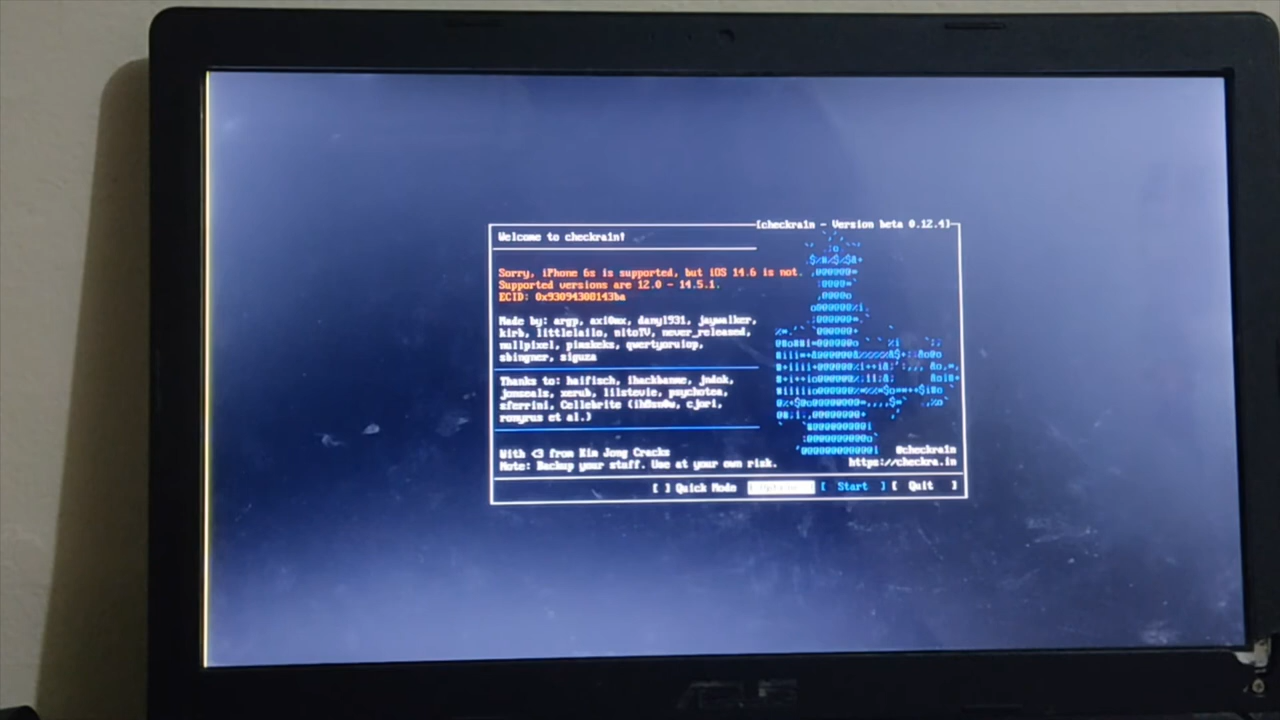 [checkra1n - Version beta 0.12.4]
Welcome to checkra1n!
Sorry, iPhone 6s is supported, but iOS 14.6 is not.
Supported versions are 12.0 - 14.5.1.
ECID: 0x93094300143ba
Made by: argp, axi0mx, danyl931, jaywalker,
kirb, littlelailo, nitoTV, never_released,
nullpixel, pimskeks, qwertyoruiop,
sbingner, siguza
Thanks to: haifisch, ihackbanme, jndok,
jonseals, xerub, lilstevie, psychotea,
sferrini, Cellebrite (ih8sn0w, cjori,
ronyrus et al.)
With <3 from Kim Jong Cracks
Note: Backup your stuff. Use at your own risk.
@checkra1n
https://checkra.in
[ ] Quick Mode [ Options ] [ Start ] [ Quit ]
ASUS